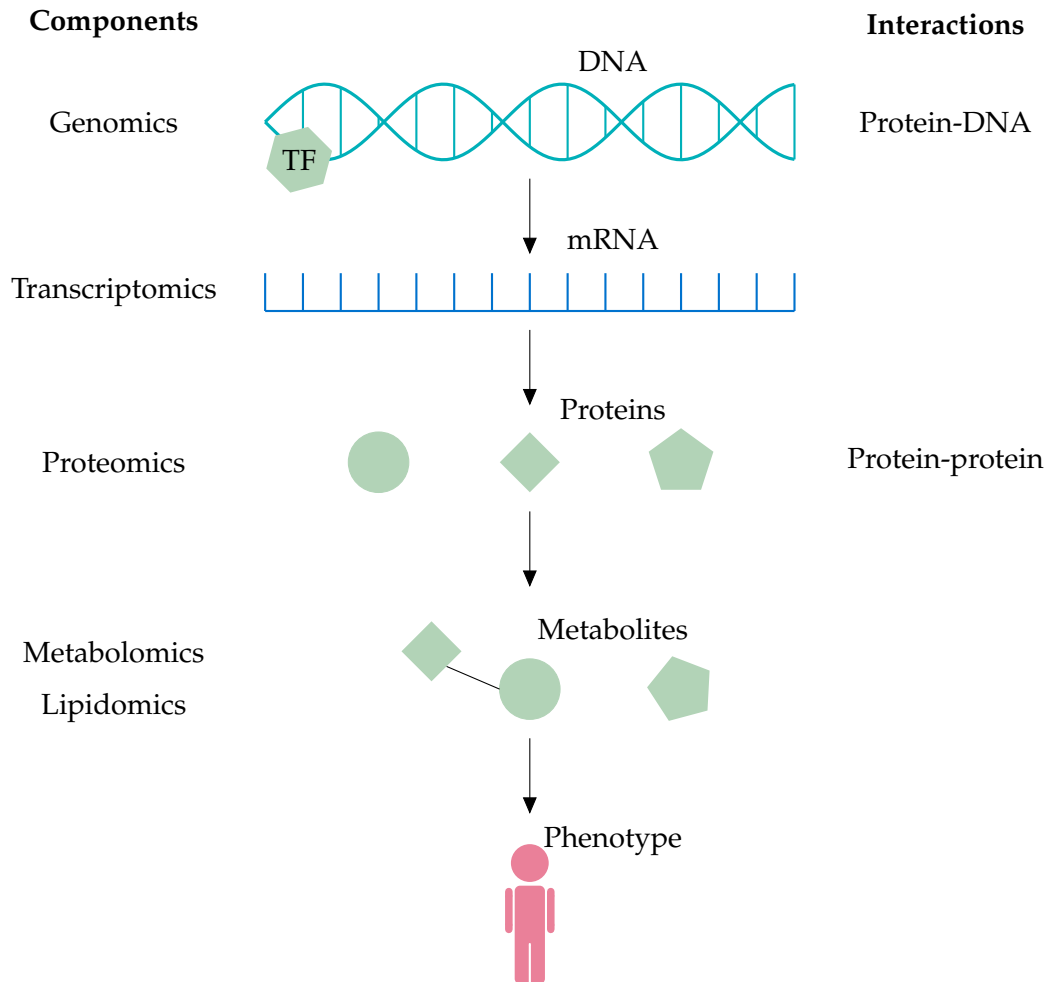 Components
Interactions
DNA
Genomics
Protein-DNA
TF
mRNA
Transcriptomics
Proteins
Proteomics
Protein-protein
Metabolites
Metabolomics
Lipidomics
Phenotype